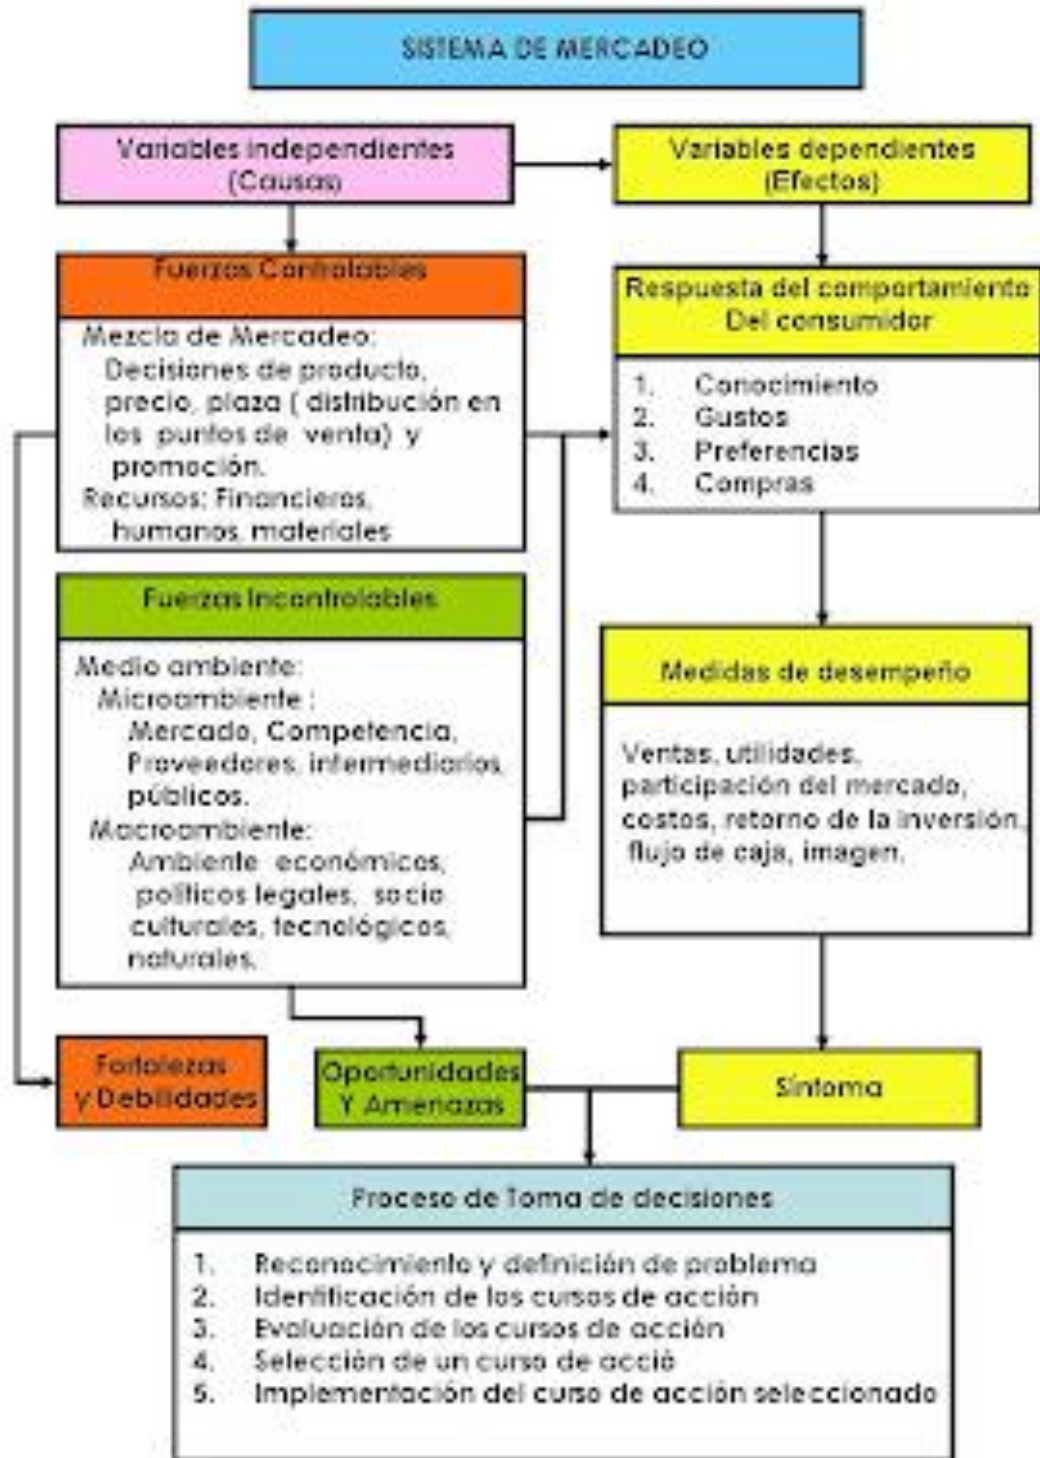 SISTEMA DE MERCADEO
Variables independientes
(Causas)
Variables dependientes
(Efectos)
Fuerzas Controlables
Mezcla de Mercadeo:
Decisiones de producto,
precio, plaza ( distribución en
los puntos de venta) y
promoción.
Recursos: Financieros,
humanos, materiales
Respuesta del comportamiento
Del consumidor
1. Conocimiento
2. Gustos
3. Preferencias
4. Compras
Fuerzas Incontrolables
Medio ambiente:
Microambiente :
Mercado, Competencia,
Proveedores, intermediarios,
públicos.
Macroambiente:
Ambiente económicos,
políticos legales, socio
culturales, tecnológicos,
naturales.
Medidas de desempeño
Ventas, utilidades,
participación del mercado,
costos, retorno de la inversión,
flujo de caja, imagen.
Fortalezas
y Debilidades
Oportunidades
Y Amenazas
Síntoma
Proceso de Toma de decisiones
1. Reconocimiento y definición de problema
2. Identificación de los cursos de acción
3. Evaluación de los cursos de acción
4. Selección de un curso de acció
5. Implementación del curso de acción seleccionado